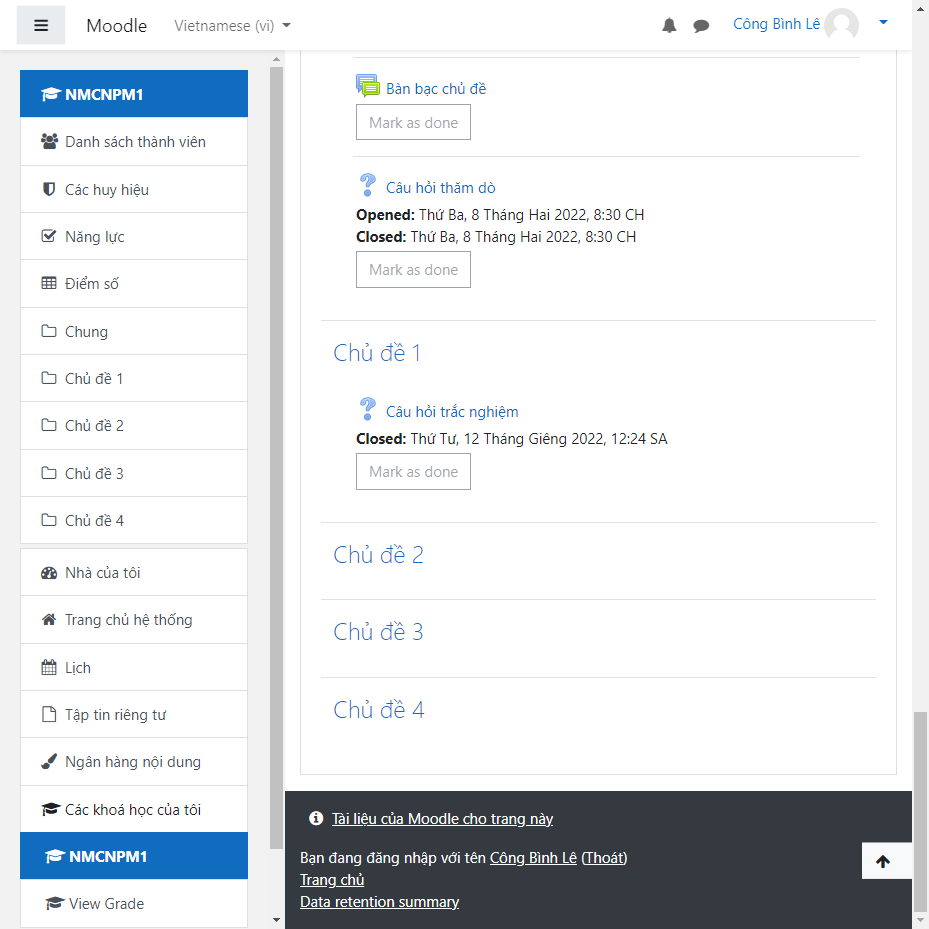 Moodle
Vietnamese (vi)
Công Bình Lê
NMCNPM1
Danh sách thành viên
Các huy hiệu
Năng lực
Điểm số
Chung
Chủ đề 1
Chủ đề 2
Chủ đề 3
Chủ đề 4
Nhà của tôi
Trang chủ hệ thống
Lịch
Tập tin riêng tư
Ngân hàng nội dung
Các khoá học của tôi
NMCNPM1
View Grade
Bàn bạc chủ đề
Mark as done
Câu hỏi thăm dò
Opened: Thứ Ba, 8 Tháng Hai 2022, 8:30 CH
Closed: Thứ Ba, 8 Tháng Hai 2022, 8:30 CH
Mark as done
Chủ đề 1
Câu hỏi trắc nghiệm
Closed: Thứ Tư, 12 Tháng Giêng 2022, 12:24 SA
Mark as done
Chủ đề 2
Chủ đề 3
Chủ đề 4
Tài liệu của Moodle cho trang này
Bạn đang đăng nhập với tên Công Bình Lê (Thoát)
Trang chủ
Data retention summary